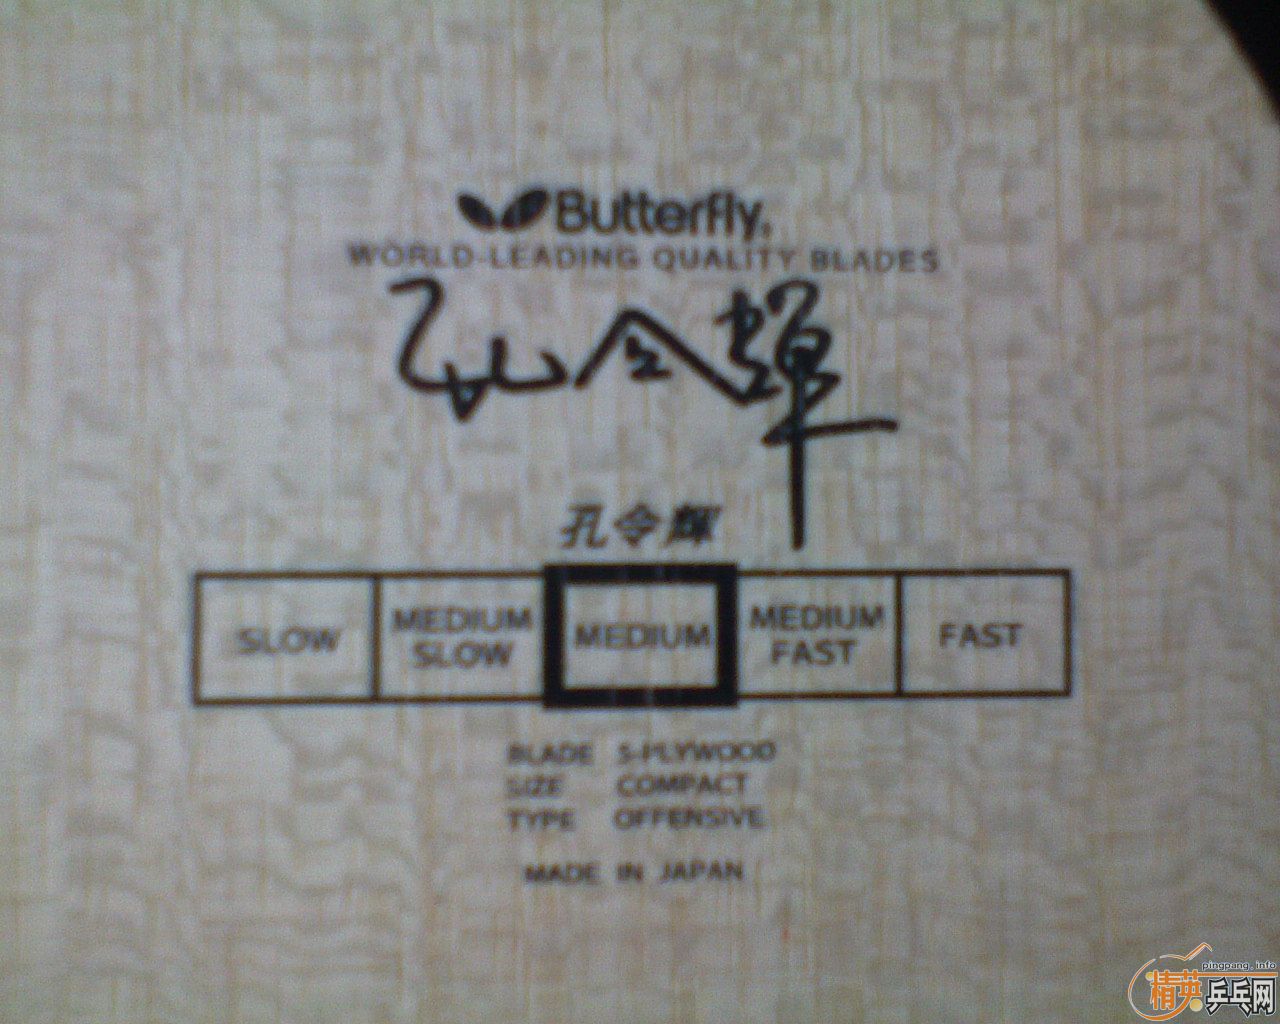 Butterfly®
WORLD-LEADING QUALITY BLADES
孔令輝
孔令輝
SLOW
MEDIUM SLOW
MEDIUM
MEDIUM FAST
FAST
BLADE 5-PLYWOOD
SIZE COMPACT
TYPE OFFENSIVE
MADE IN JAPAN
pingpang.info
精英乒乓网